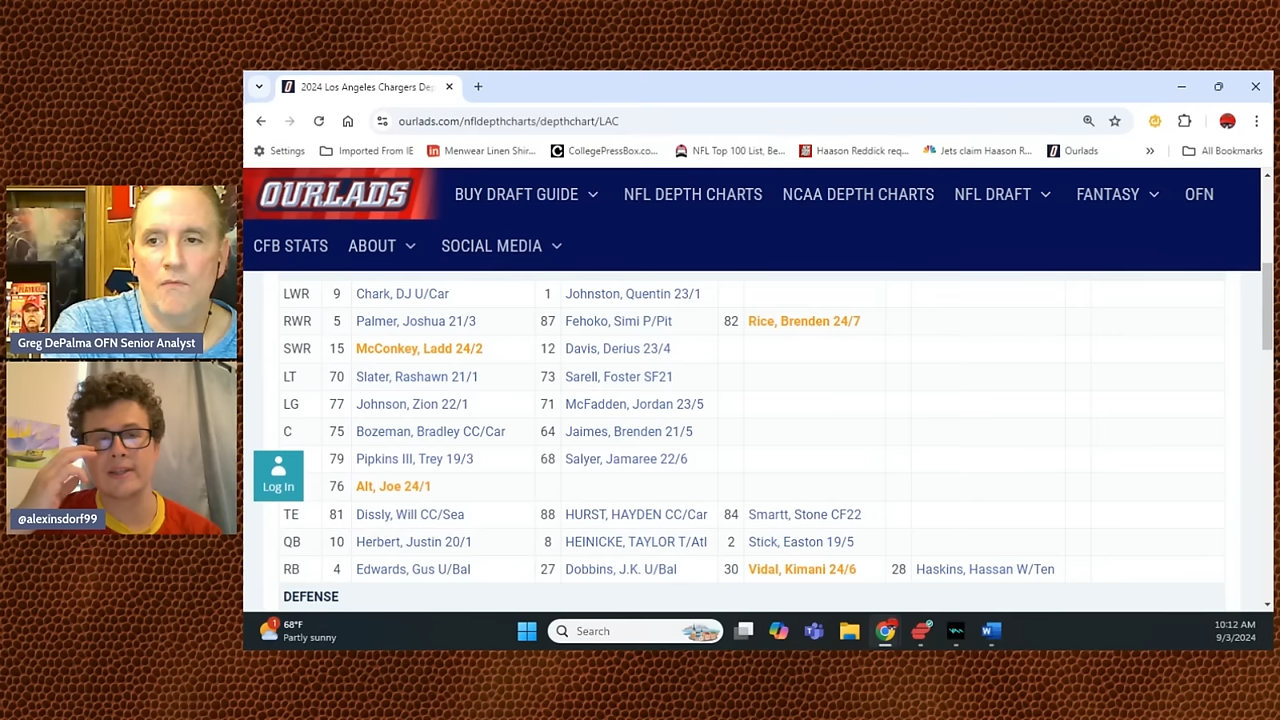 2024 Los Angeles Chargers De
ourlads.com/nfldepthcharts/depthchart/LAC
Settings Imported From IE Menwear Linen Shir... CollegePressBox.co... NFL Top 100 List, Be... Haason Reddick req... Jets claim Haason R... Ourlads All Bookmarks
OURLADS BUY DRAFT GUIDE NFL DEPTH CHARTS NCAA DEPTH CHARTS NFL DRAFT FANTASY OFN
CFB STATS ABOUT SOCIAL MEDIA
LWR 9 Chark, DJ U/Car 1 Johnston, Quentin 23/1
RWR 5 Palmer, Joshua 21/3 87 Fehoko, Simi P/Pit 82 Rice, Brenden 24/7
SWR 15 McConkey, Ladd 24/2 12 Davis, Derius 23/4
LT 70 Slater, Rashawn 21/1 73 Sarell, Foster SF21
LG 77 Johnson, Zion 22/1 71 McFadden, Jordan 23/5
C 75 Bozeman, Bradley CC/Car 64 Jaimes, Brenden 21/5
79 Pipkins III, Trey 19/3 68 Salyer, Jamaree 22/6
Log In
76 Alt, Joe 24/1
TE 81 Dissly, Will CC/Sea 88 HURST, HAYDEN CC/Car 84 Smartt, Stone CF22
QB 10 Herbert, Justin 20/1 8 HEINICKE, TAYLOR T/Atl 2 Stick, Easton 19/5
RB 4 Edwards, Gus U/Bal 27 Dobbins, J.K. U/Bal 30 Vidal, Kimani 24/6 28 Haskins, Hassan W/Ten
DEFENSE
Greg DePalma OFN Senior Analyst
@alexinsdorf99
1 68°F
Partly sunny
Search
10:12 AM
9/3/2024